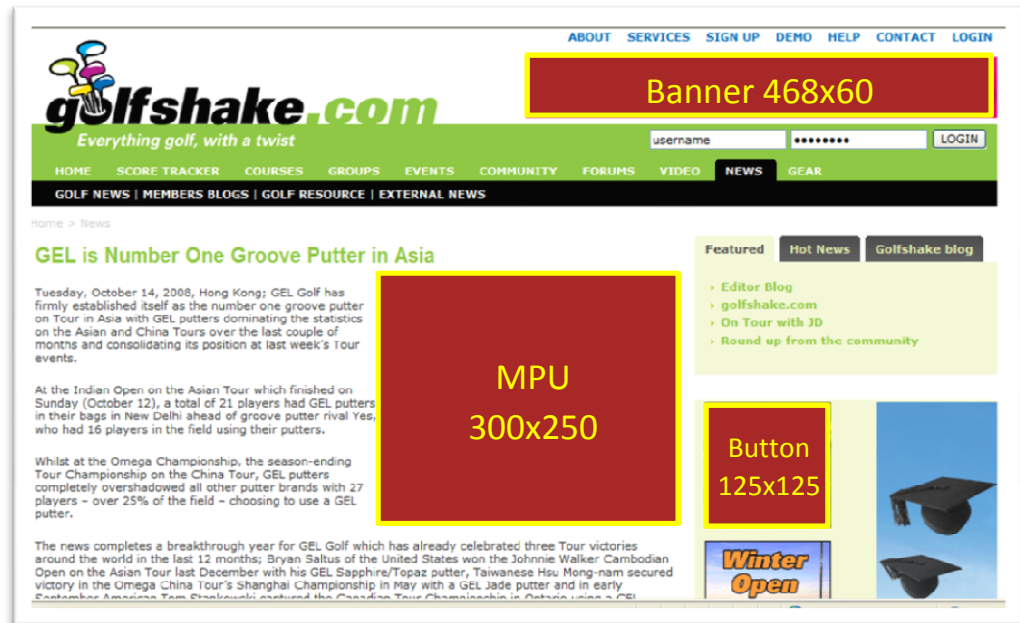 ABOUT SERVICES SIGN UP DEMO HELP CONTACT LOGIN
golfshake.com
Banner 468x60
Everything golf, with a twist
username •••••••• LOGIN
HOME SCORE TRACKER COURSES GROUPS EVENTS COMMUNITY FORUMS VIDEO NEWS GEAR
GOLF NEWS | MEMBERS BLOGS | GOLF RESOURCE | EXTERNAL NEWS
Home > News
GEL is Number One Groove Putter in Asia
Tuesday, October 14, 2008, Hong Kong; GEL Golf has
firmly established itself as the number one groove putter
on Tour in Asia with GEL putters dominating the statistics
on the Asian and China Tours over the last couple of
months and consolidating its position at last week's Tour
events.
At the Indian Open on the Asian Tour which finished on
Sunday (October 12), a total of 21 players had GEL putters
in their bags in New Delhi ahead of groove putter rival Yes,
who had 16 players in the field using their putters.
Whilst at the Omega Championship, the season-ending
Tour Championship on the China Tour, GEL putters
completely overshadowed all other putter brands with 27
players – over 25% of the field – choosing to use a GEL
putter.
The news completes a breakthrough year for GEL Golf which has already celebrated three Tour victories
around the world in the last 12 months; Bryan Saltus of the United States won the Johnnie Walker Cambodian
Open on the Asian Tour last December with his GEL Sapphire/Topaz putter, Taiwanese Hsu Mong-nam secured
victory in the Omega China Tour's Shanghai Championship in May with a GEL Jade putter and in early
September American Tom Stankowski captured the Canadian Tour Championship in Ontario using a GEL
MPU
300x250
Featured Hot News Golfshake blog
› Editor Blog
› golfshake.com
› On Tour with JD
› Round up from the community
Button
125x125
Winter
Open